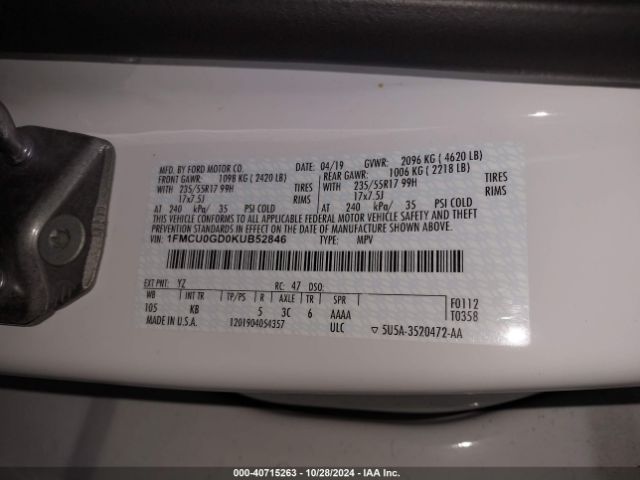 MFD. BY FORD MOTOR CO. 04/19 GVWR: 2096 KG ( 4620 LB)
FRONT GAWR: 1098 KG ( 2420 LB) REAR GAWR: 1006 KG ( 2218 LB)
WITH 235/55R17 99H TIRES WITH 235/55R17 99H TIRES
17x7.5J RIMS 17x7.5J RIMS
AT 240 kPa/ 35 PSI COLD AT 240 kPa/ 35 PSI COLD
THIS VEHICLE CONFORMS TO ALL APPLICABLE FEDERAL MOTOR VEHICLE SAFETY AND THEFT
PREVENTION STANDARDS IN EFFECT ON THE DATE OF MANUFACTURE SHOWN ABOVE.
VIN: 1FMCU0GD0KUB52846 TYPE: MPV
EXT PNT: YZ RC: 47 DSO:
WB INT TR TP/PS R AXLE TR SPR F0112
105 KB 5 3C 6 AAAA T0358
MADE IN U.S.A. 1201904054357 ULC ▽ 5U5A-3520472-AA
000-40715263 | 10/28/2024 | IAA Inc.